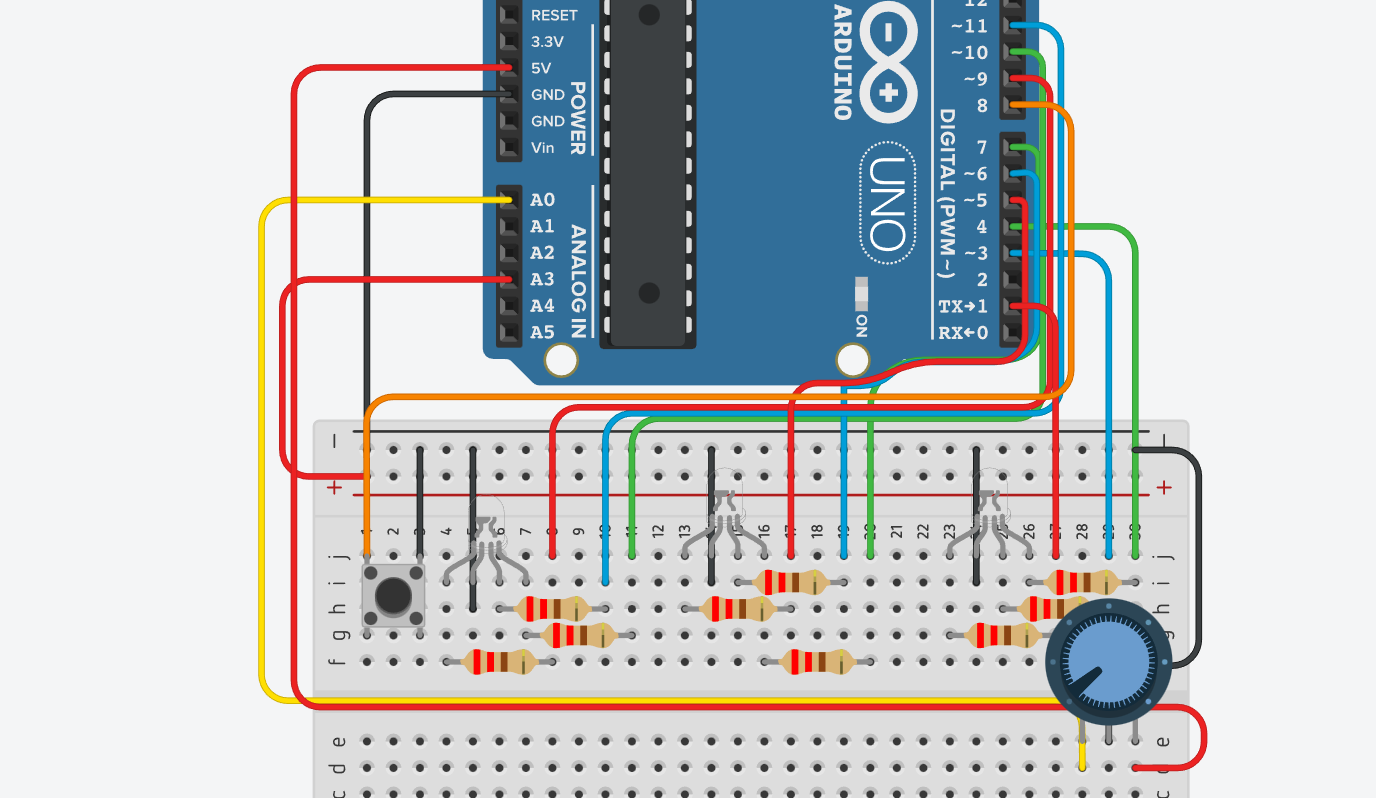 RESET
3.3V
5V
GND
GND
Vin
POWER
A0
A1
A2
A3
A4
A5
ANALOG IN
ARDUINO
UNO
ON
12
~11
~10
~9
8
7
~6
~5
4
~3
2
TX→1
RX←0
DIGITAL (PWM~)
− −
+ +
1 2 3 4 5 6 7 8 9 10 11 12 13 14 15 16 17 18 19 20 21 22 23 24 25 26 27 28 29 30
j j
i i
h
g g
f
e e
d
c c